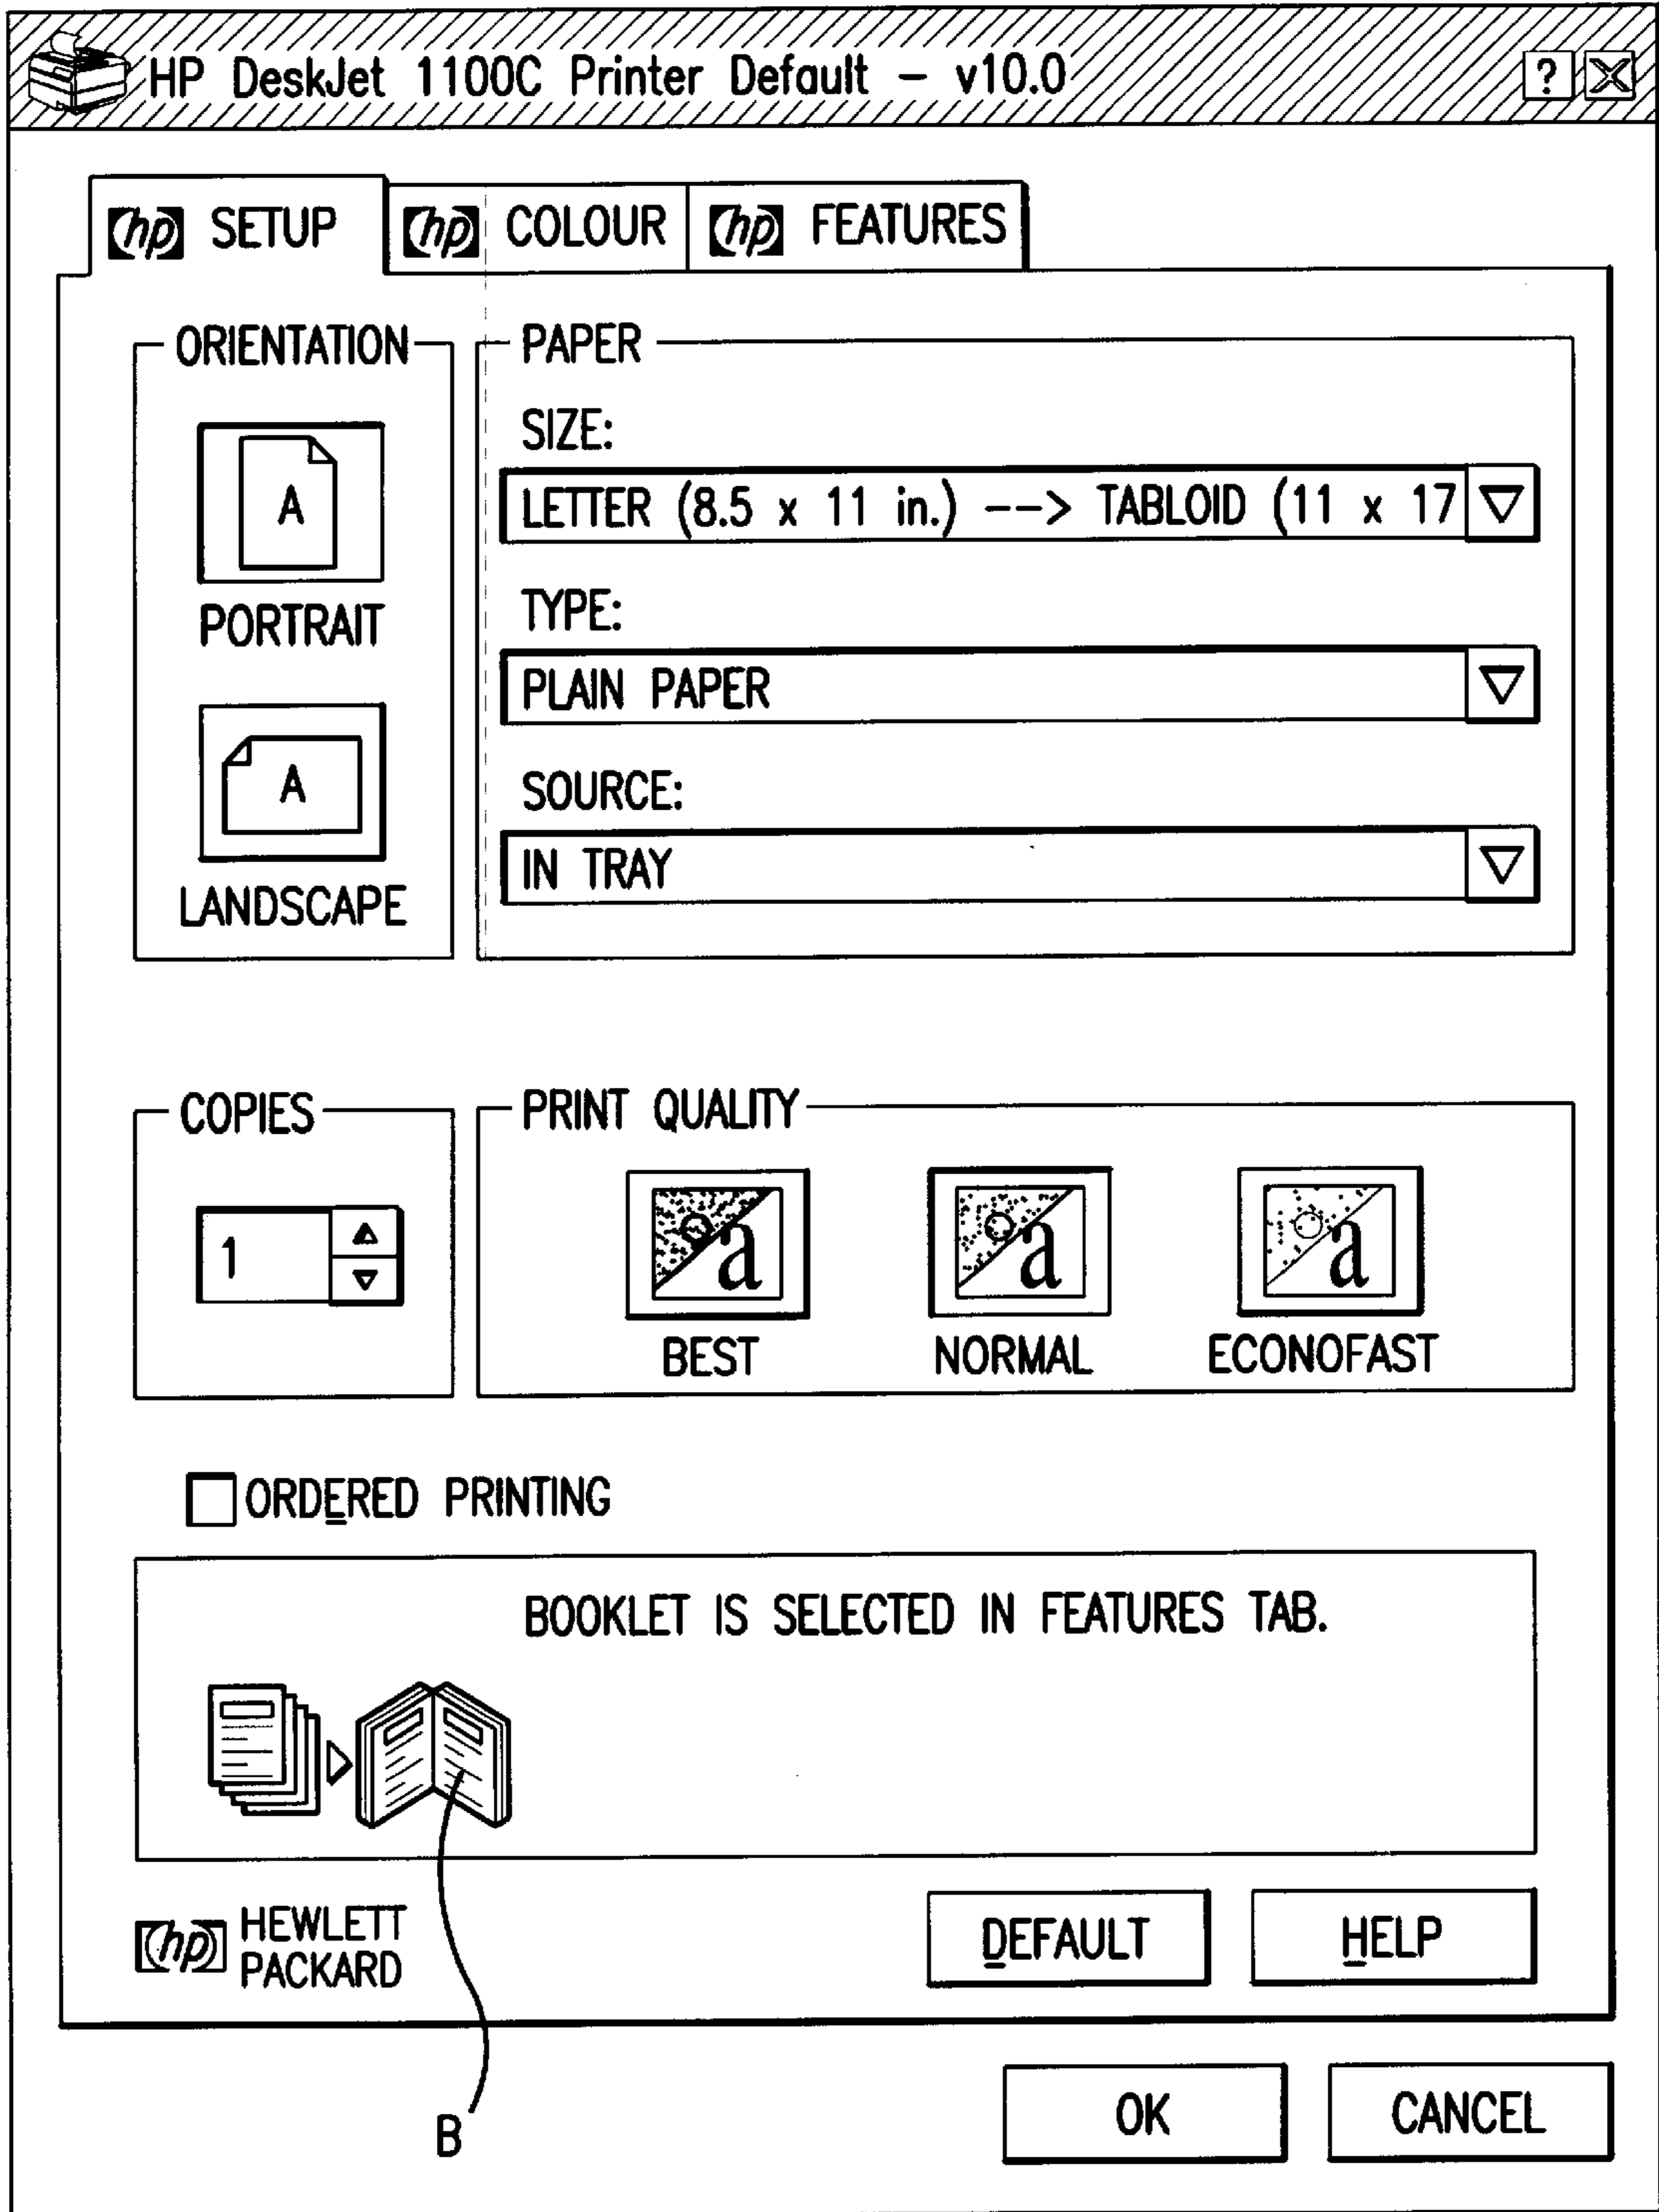 HP DeskJet 1100C Printer Default – v10.0 ?
hp SETUP hp COLOUR hp FEATURES
ORIENTATION
A
PORTRAIT
A
LANDSCAPE
PAPER
SIZE:
LETTER (8.5 x 11 in.) --> TABLOID (11 x 17
TYPE:
PLAIN PAPER
SOURCE:
IN TRAY
COPIES
1
PRINT QUALITY
a a a
BEST NORMAL ECONOFAST
ORDERED PRINTING
BOOKLET IS SELECTED IN FEATURES TAB.
hp HEWLETT
PACKARD
DEFAULT HELP
B
OK CANCEL